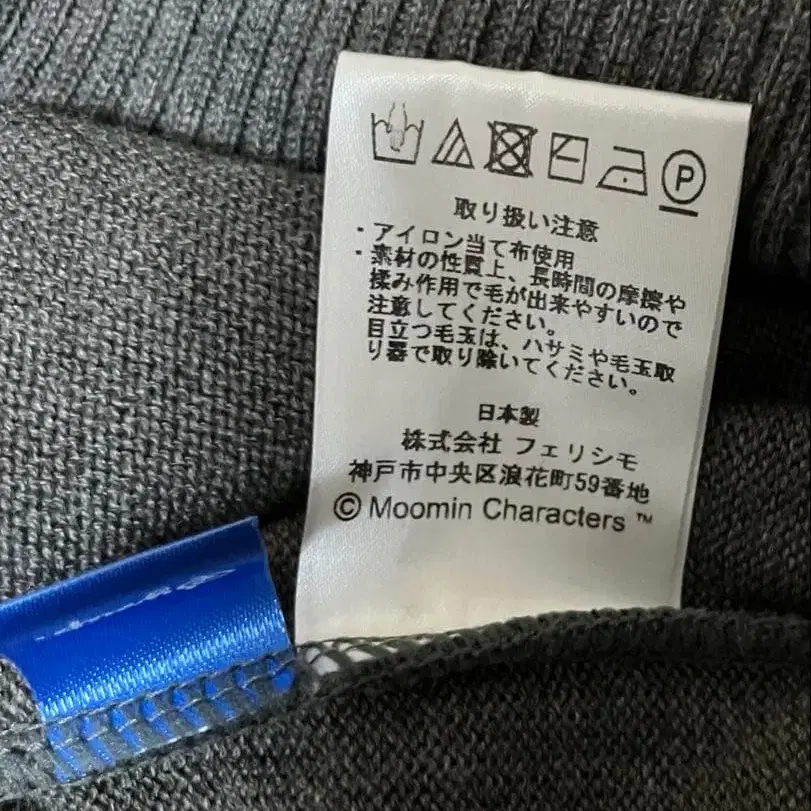 P
取り扱い注意
・アイロン当て布使用
・素材の性質上、長時間の摩擦や
揉み作用で毛が出来やすいので
注意してください。
目立つ毛玉は、ハサミや毛玉取
り器で取り除いてください。
日本製
株式会社 フェリシモ
神戸市中央区浪花町59番地
© Moomin Characters ™